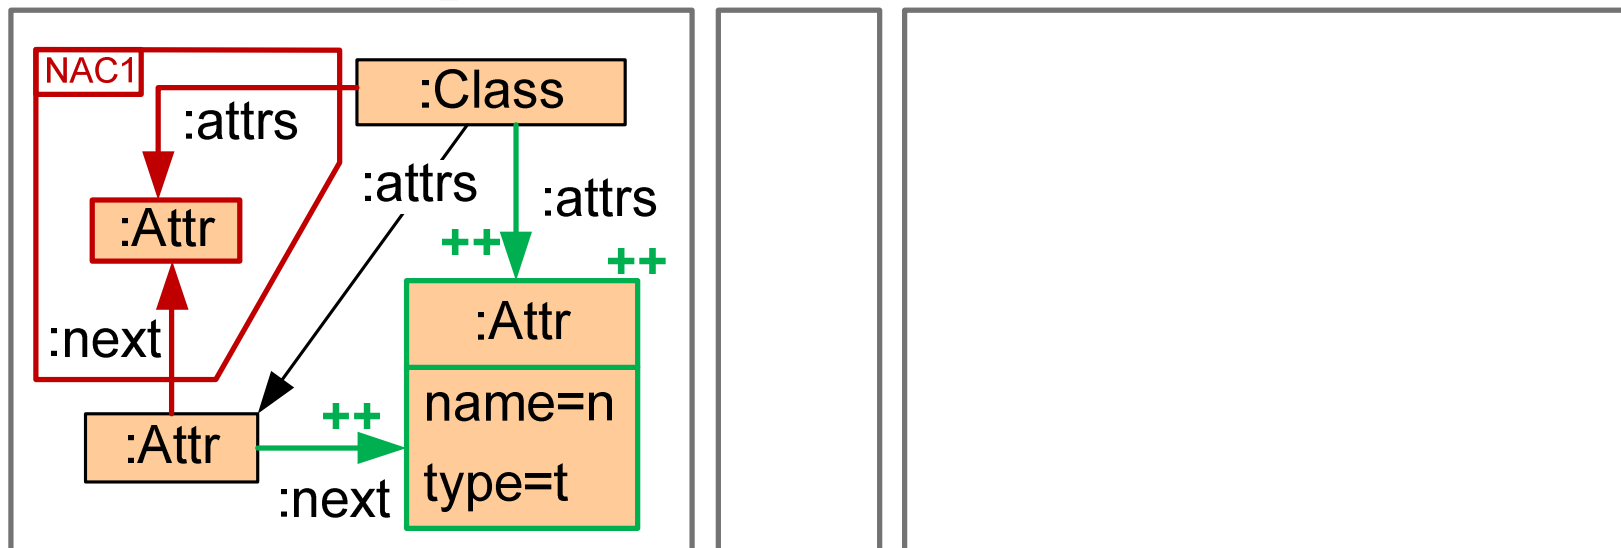 NAC1
:Class
:attrs
:attrs
:attrs
:Attr
++
++
:Attr
:next
name=n
++
:Attr
type=t
:next